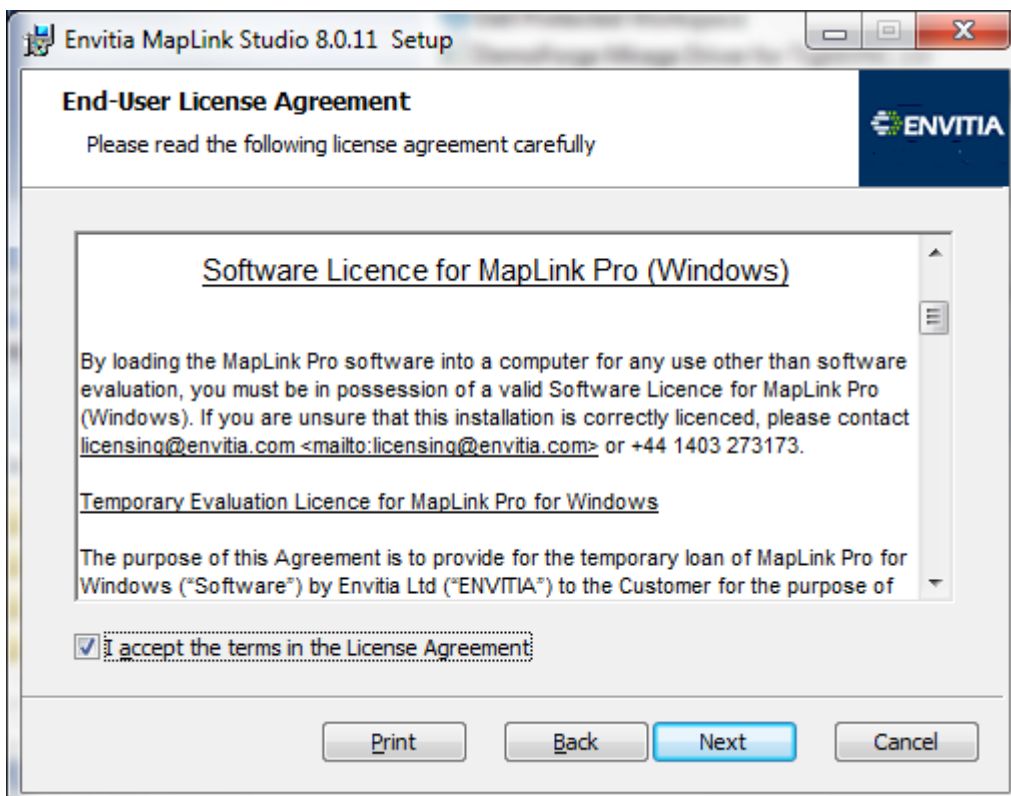 Envitia MapLink Studio 8.0.11 Setup
End-User License Agreement
Please read the following license agreement carefully
ENVITIA
Software Licence for MapLink Pro (Windows)
By loading the MapLink Pro software into a computer for any use other than software
evaluation, you must be in possession of a valid Software Licence for MapLink Pro
(Windows). If you are unsure that this installation is correctly licenced, please contact
licensing@envitia.com <mailto:licensing@envitia.com> or +44 1403 273173.
Temporary Evaluation Licence for MapLink Pro for Windows
The purpose of this Agreement is to provide for the temporary loan of MapLink Pro for
Windows (“Software”) by Envitia Ltd (“ENVITIA”) to the Customer for the purpose of
I accept the terms in the License Agreement
Print Back Next Cancel